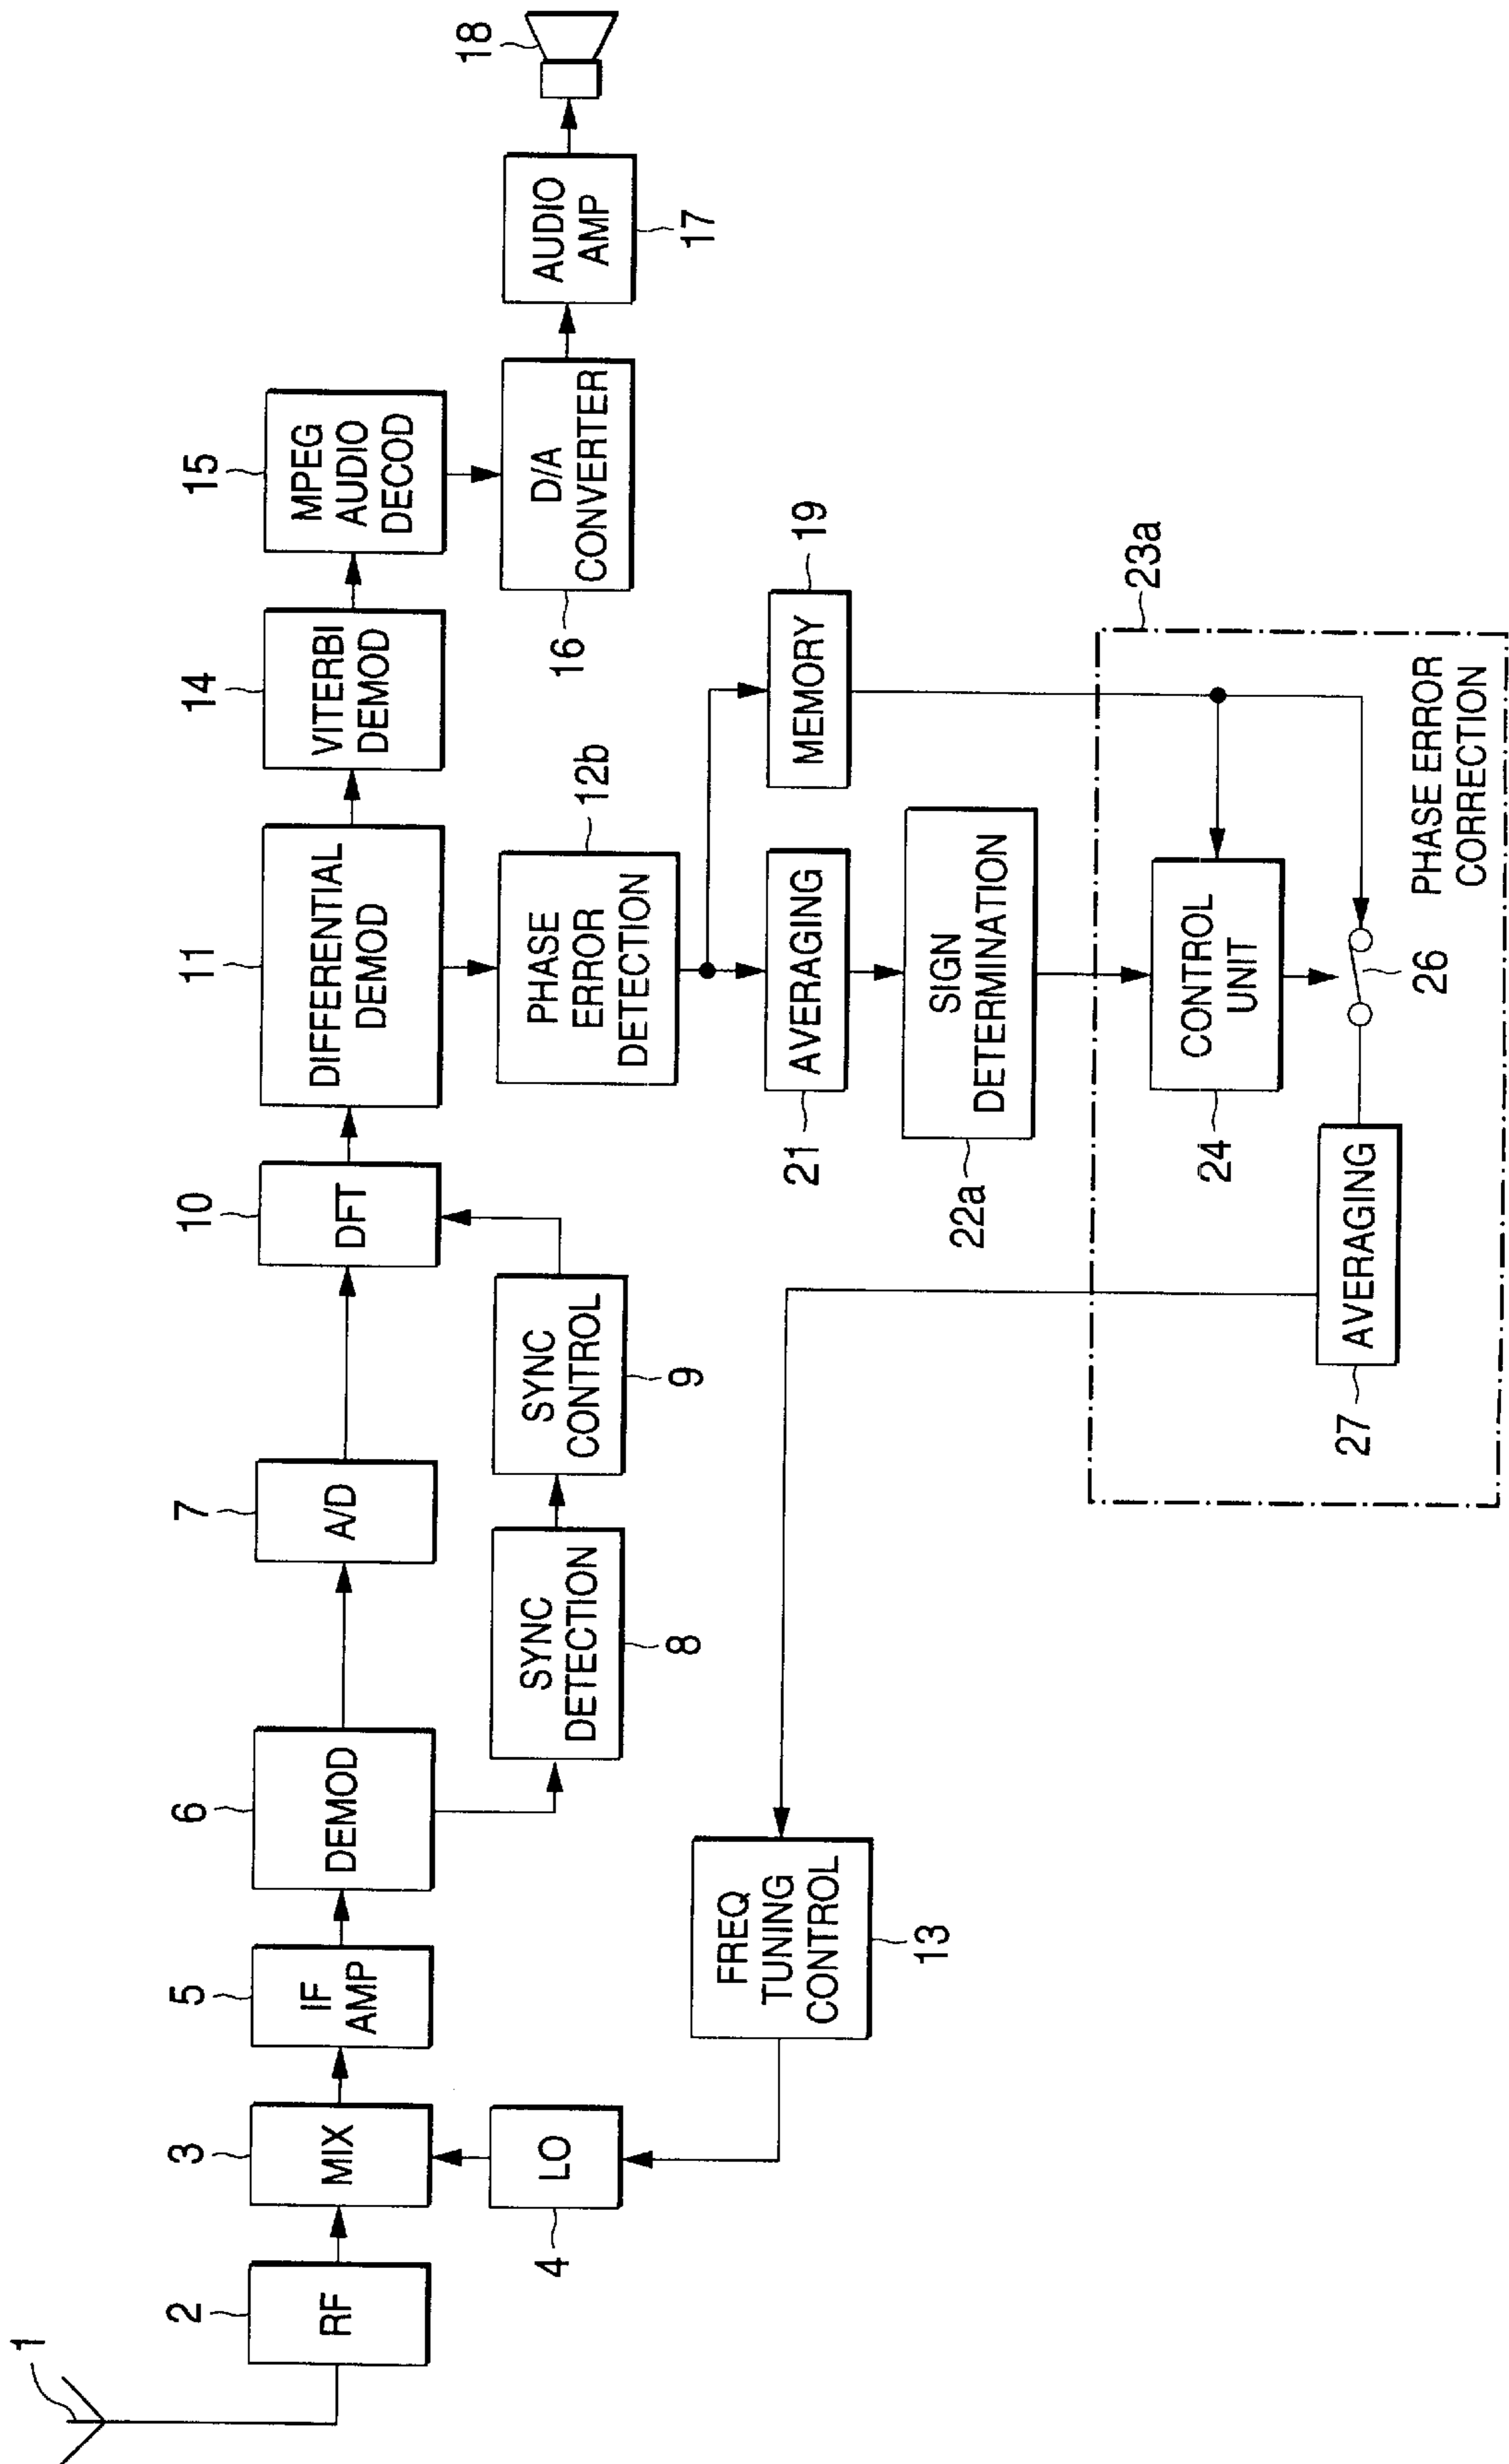 1
2
RF
3
MIX
4
LO
5
IF
AMP
6
DEMOD
7
A/D
8
SYNC
DETECTION
9
SYNC
CONTROL
10
DFT
11
DIFFERENTIAL
DEMOD
14
VITERBI
DEMOD
15
MPEG
AUDIO
DECOD
16
D/A
CONVERTER
17
AUDIO
AMP
18
12b
PHASE
ERROR
DETECTION
19
MEMORY
21
AVERAGING
22a
SIGN
DETERMINATION
13
FREQ
TUNING
CONTROL
23a
PHASE ERROR
CORRECTION
24
CONTROL
UNIT
26
27
AVERAGING